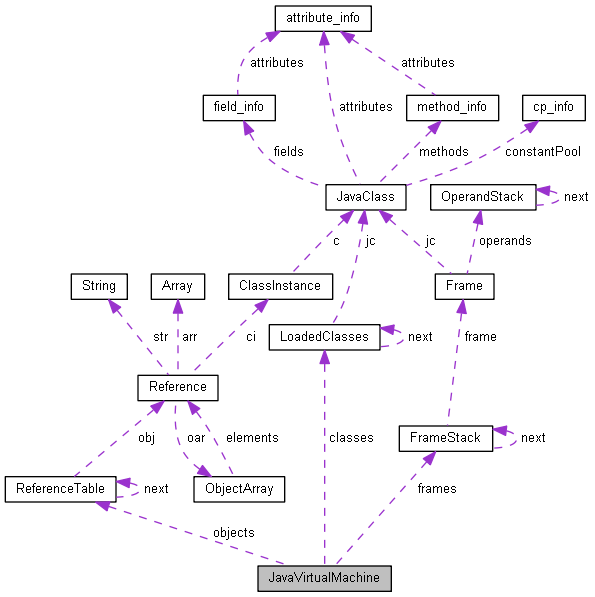 attribute_info
attributes
attributes
field_info
attributes
method_info
cp_info
fields
methods
constantPool
JavaClass
OperandStack
next
c
jc
jc
operands
String
Array
ClassInstance
Frame
str
arr
ci
LoadedClasses
next
frame
Reference
obj
oar
elements
classes
FrameStack
next
ReferenceTable
next
ObjectArray
frames
objects
JavaVirtualMachine